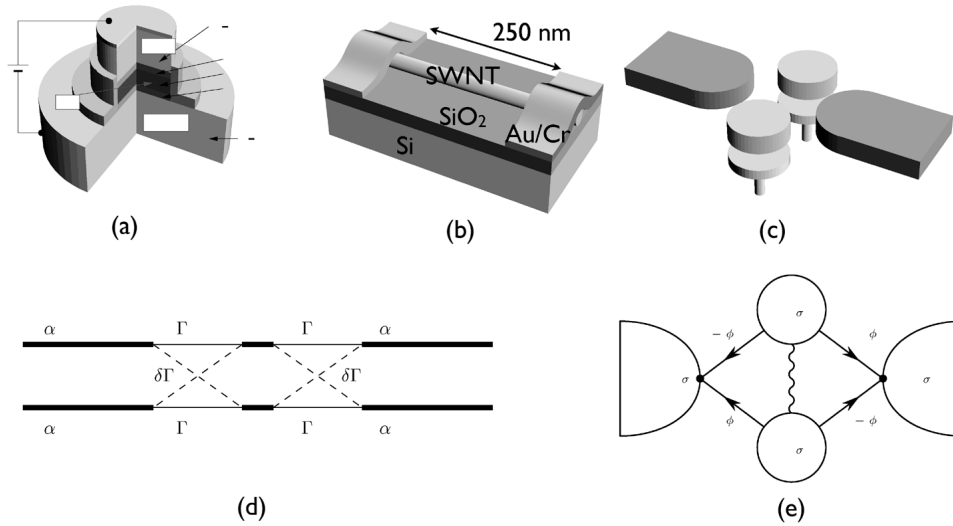 250 nm
SWNT
SiO₂
Au/Cr
Si
(a)
(b)
(c)
α Γ Γ α
δΓ δΓ
α Γ Γ α
(d)
σ
− ϕ ϕ
σ σ
ϕ − ϕ
σ
(e)